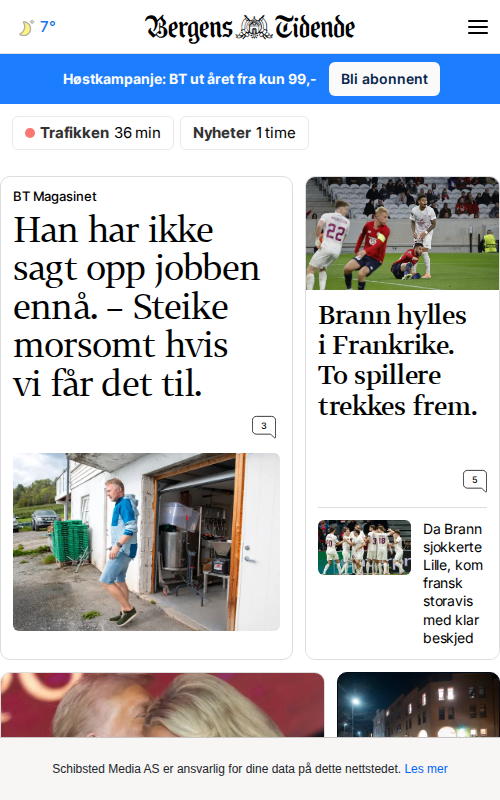 7°
Bergens Tidende
Høstkampanje: BT ut året fra kun 99,-
Bli abonnent
Trafikken 36 min
Nyheter 1 time
BT Magasinet
Han har ikke
sagt opp jobben
ennå. – Steike
morsomt hvis
vi får det til.
3
22
Brann hylles
i Frankrike.
To spillere
trekkes frem.
5
Da Brann
sjokkerte
Lille, kom
fransk
storavis
med klar
beskjed
Schibsted Media AS er ansvarlig for dine data på dette nettstedet. Les mer